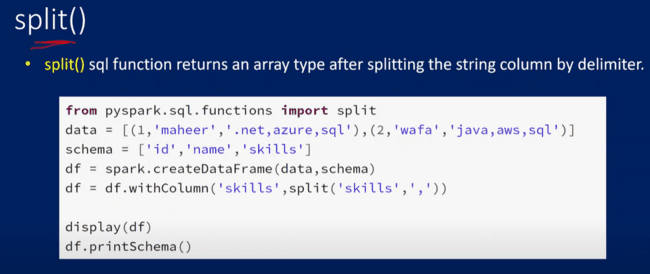 split()
• split() sql function returns an array type after splitting the string column by delimiter.
from pyspark.sql.functions import split
data = [(1,'maheer','.net,azure,sql'),(2,'wafa','java,aws,sql')]
schema = ['id','name','skills']
df = spark.createDataFrame(data,schema)
df = df.withColumn('skills',split('skills',','))
display(df)
df.printSchema()